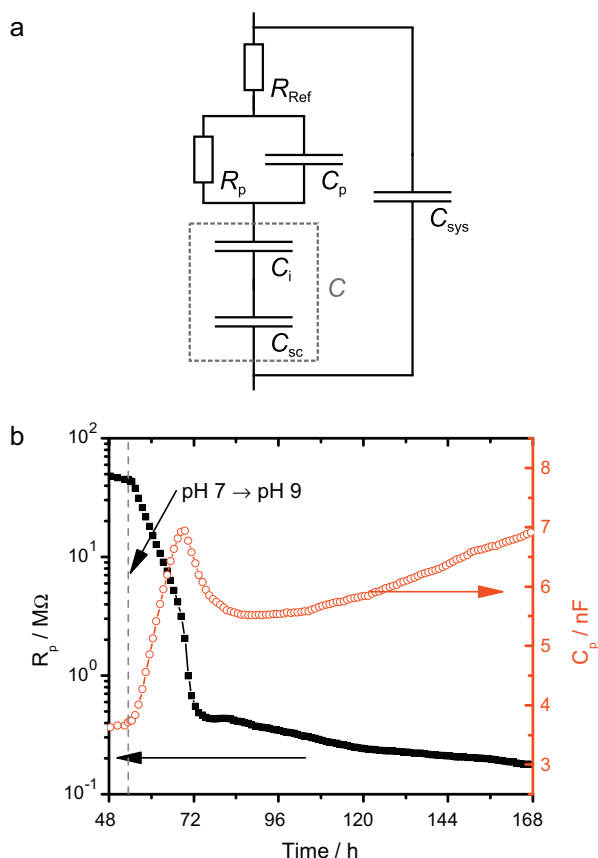 a
R_Ref
R_p
C_p
C_sys
C_i
C
C_sc
b
pH 7 → pH 9
10^2
10^1
10^0
10^-1
R_p / MΩ
8
7
6
5
4
3
C_p / nF
48
72
96
120
144
168
Time / h